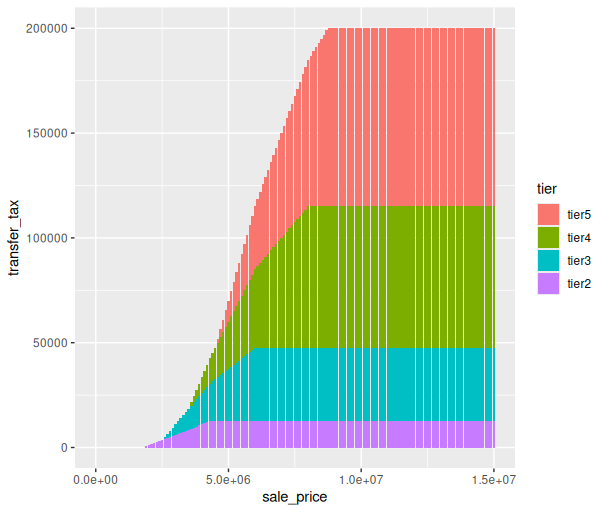 200000
150000
100000
50000
0
transfer_tax
0.0e+00 5.0e+06 1.0e+07 1.5e+07
sale_price
tier
tier5
tier4
tier3
tier2